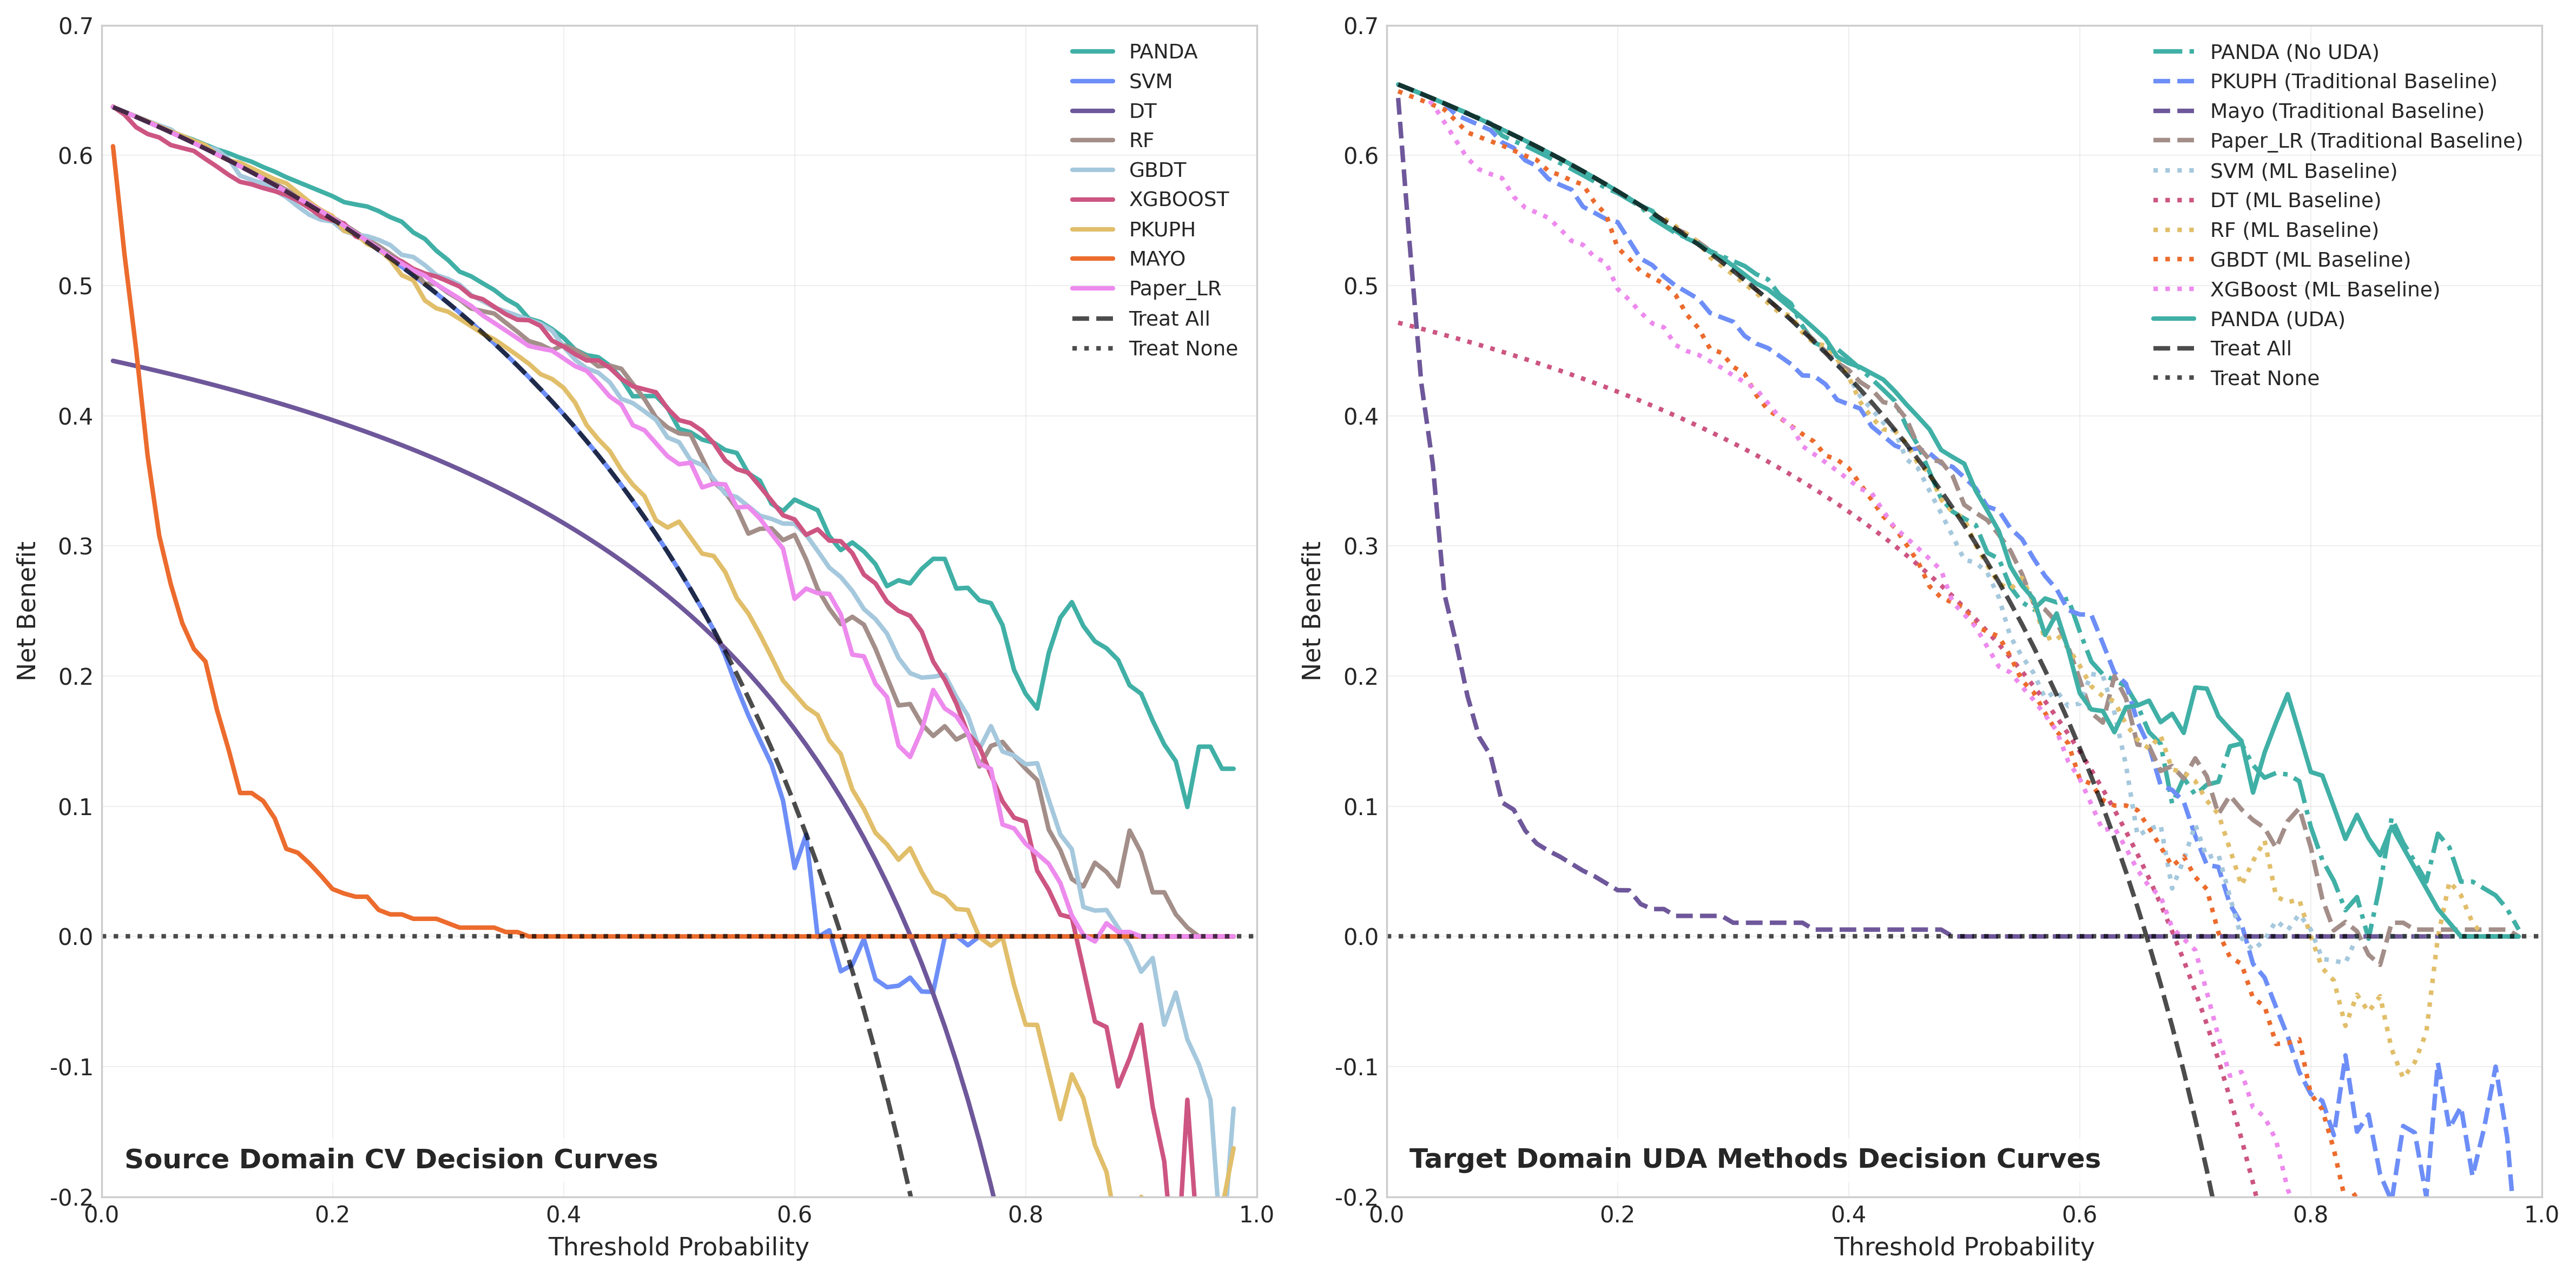 0.7
0.6
0.5
0.4
0.3
0.2
0.1
0.0
-0.1
-0.2
Net Benefit
PANDA
SVM
DT
RF
GBDT
XGBOOST
PKUPH
MAYO
Paper_LR
Treat All
Treat None
Source Domain CV Decision Curves
0.0
0.2
0.4
0.6
0.8
1.0
Threshold Probability
0.7
0.6
0.5
0.4
0.3
0.2
0.1
0.0
-0.1
-0.2
Net Benefit
PANDA (No UDA)
PKUPH (Traditional Baseline)
Mayo (Traditional Baseline)
Paper_LR (Traditional Baseline)
SVM (ML Baseline)
DT (ML Baseline)
RF (ML Baseline)
GBDT (ML Baseline)
XGBoost (ML Baseline)
PANDA (UDA)
Treat All
Treat None
Target Domain UDA Methods Decision Curves
0.0
0.2
0.4
0.6
0.8
1.0
Threshold Probability